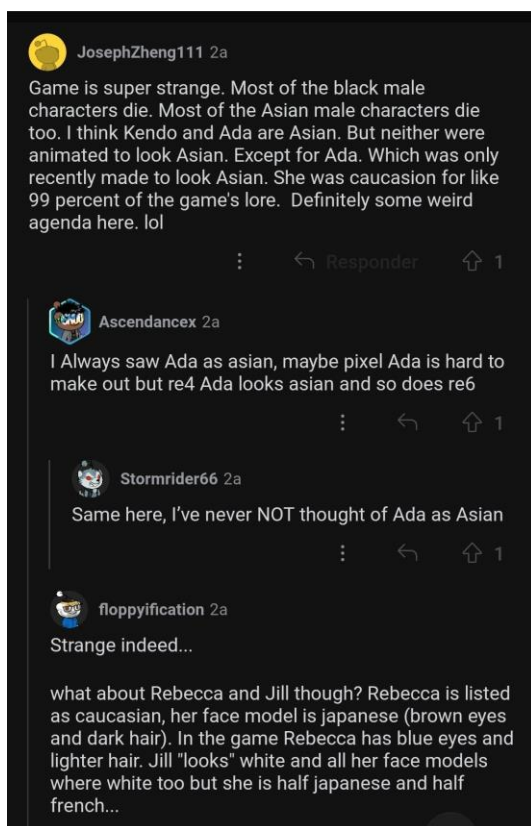 JosephZheng111 2a
Game is super strange. Most of the black male
characters die. Most of the Asian male characters die
too. I think Kendo and Ada are Asian. But neither were
animated to look Asian. Except for Ada. Which was only
recently made to look Asian. She was caucasion for like
99 percent of the game's lore. Definitely some weird
agenda here. lol
Responder 1
Ascendancex 2a
I Always saw Ada as asian, maybe pixel Ada is hard to
make out but re4 Ada looks asian and so does re6
1
Stormrider66 2a
Same here, I've never NOT thought of Ada as Asian
1
floppyification 2a
Strange indeed...
what about Rebecca and Jill though? Rebecca is listed
as caucasian, her face model is japanese (brown eyes
and dark hair). In the game Rebecca has blue eyes and
lighter hair. Jill "looks" white and all her face models
where white too but she is half japanese and half
french...